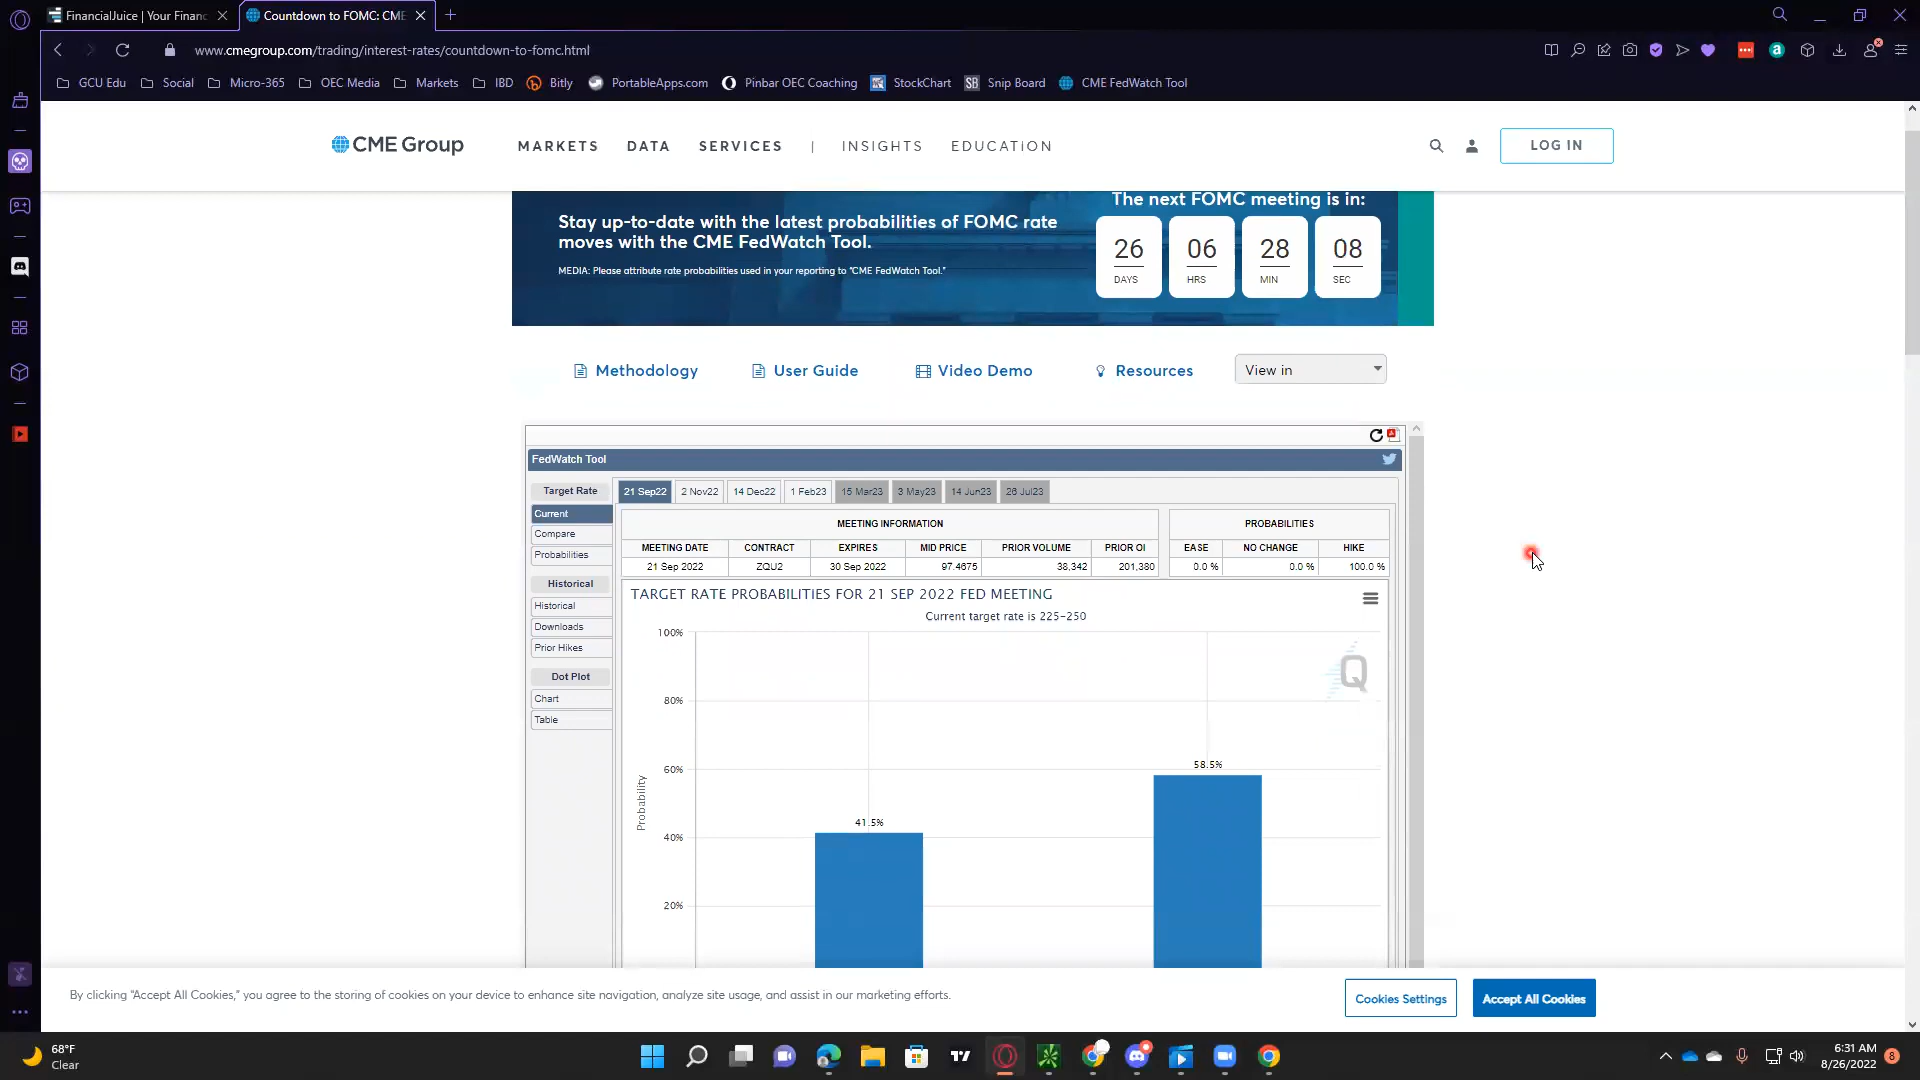 FinancialJuice | Your Financ
Countdown to FOMC: CME
www.cmegroup.com/trading/interest-rates/countdown-to-fomc.html
GCU Edu Social Micro-365 OEC Media Markets IBD Bitly PortableApps.com Pinbar OEC Coaching StockChart SB Snip Board CME FedWatch Tool
CME Group MARKETS DATA SERVICES | INSIGHTS EDUCATION LOG IN
The next FOMC meeting is in:
Stay up-to-date with the latest probabilities of FOMC rate
moves with the CME FedWatch Tool.
MEDIA: Please attribute rate probabilities used in your reporting to "CME FedWatch Tool."
26 06 28 08
DAYS HRS MIN SEC
Methodology User Guide Video Demo Resources View in
FedWatch Tool
Target Rate
Current
Compare
Probabilities
Historical
Historical
Downloads
Prior Hikes
Dot Plot
Chart
Table
21 Sep22 2 Nov22 14 Dec22 1 Feb23 15 Mar23 3 May23 14 Jun23 26 Jul23
MEETING INFORMATION
MEETING DATE CONTRACT EXPIRES MID PRICE PRIOR VOLUME PRIOR OI
21 Sep 2022 ZQU2 30 Sep 2022 97.4675 38,342 201,380
PROBABILITIES
EASE NO CHANGE HIKE
0.0 % 0.0 % 100.0 %
TARGET RATE PROBABILITIES FOR 21 SEP 2022 FED MEETING
Current target rate is 225-250
Q
Probability
100%
80%
60%
40%
20%
41.5%
58.5%
By clicking "Accept All Cookies," you agree to the storing of cookies on your device to enhance site navigation, analyze site usage, and assist in our marketing efforts.
Cookies Settings
Accept All Cookies
68°F
Clear
6:31 AM
8/26/2022
8